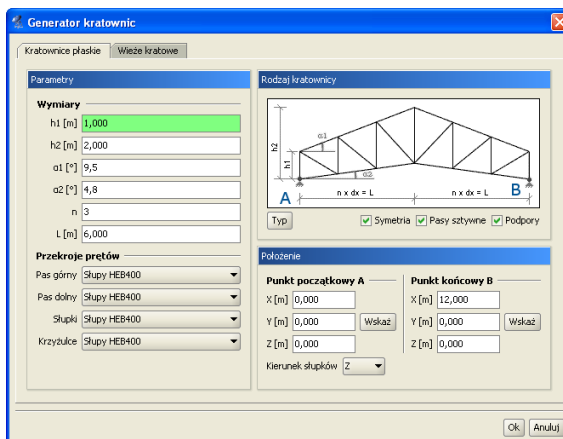 Generator kratownic
Kratownice płaskie
Wieże kratowe
Parametry
Wymiary
h1 [m] 1,000
h2 [m] 2,000
α1 [°] 9,5
α2 [°] 4,8
n 3
L [m] 6,000
Przekroje prętów
Pas górny Słupy HEB400
Pas dolny Słupy HEB400
Słupki Słupy HEB400
Krzyżulce Słupy HEB400
Rodzaj kratownicy
h2
h1
α1
α2
A
B
n x dx = L
n x dx = L
Typ
Symetria
Pasy sztywne
Podpory
Położenie
Punkt początkowy A
X [m] 0,000
Y [m] 0,000
Wskaż
Z [m] 0,000
Kierunek słupków Z
Punkt końcowy B
X [m] 12,000
Y [m] 0,000
Wskaż
Z [m] 0,000
Ok
Anuluj